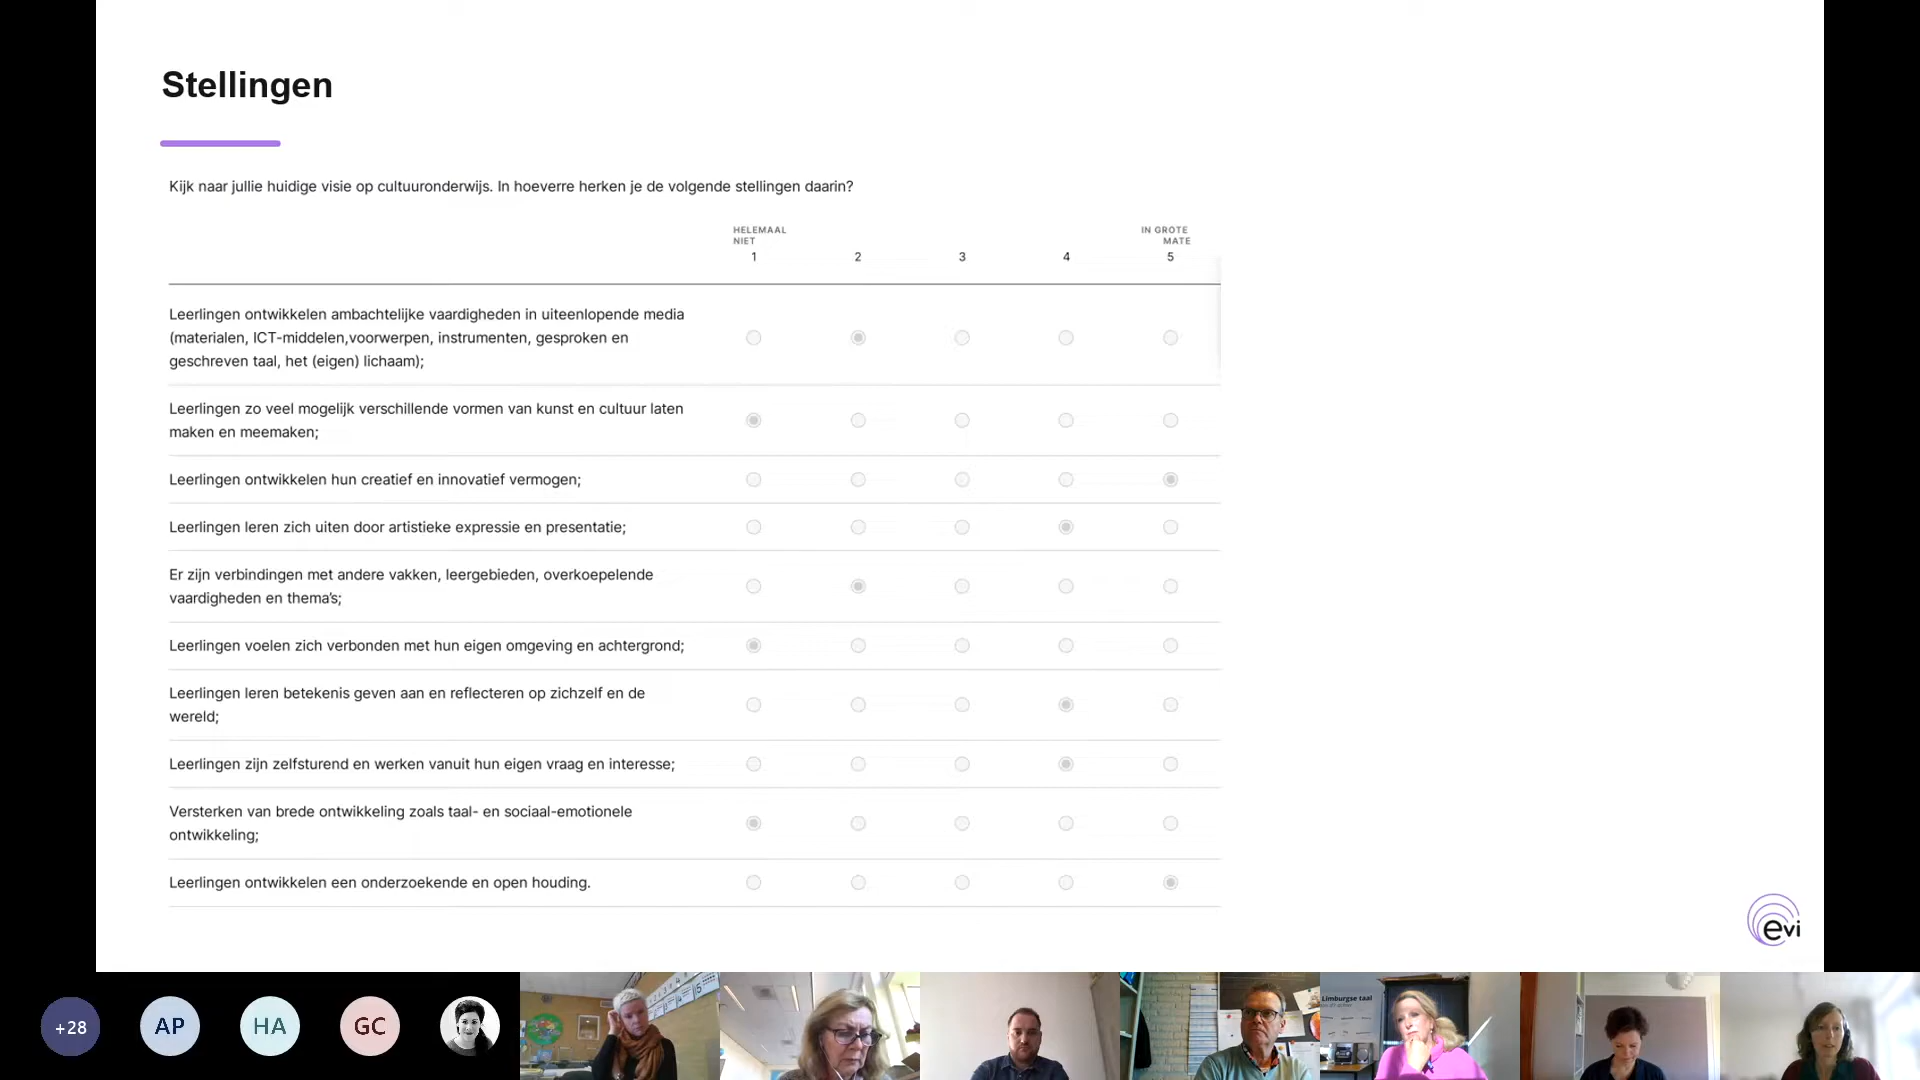 Stellingen
Kijk naar jullie huidige visie op cultuuronderwijs. In hoeverre herken je de volgende stellingen daarin?
HELEMAAL
NIET
IN GROTE
MATE
1 2 3 4 5
Leerlingen ontwikkelen ambachtelijke vaardigheden in uiteenlopende media
(materialen, ICT-middelen,voorwerpen, instrumenten, gesproken en
geschreven taal, het (eigen) lichaam);
Leerlingen zo veel mogelijk verschillende vormen van kunst en cultuur laten
maken en meemaken;
Leerlingen ontwikkelen hun creatief en innovatief vermogen;
Leerlingen leren zich uiten door artistieke expressie en presentatie;
Er zijn verbindingen met andere vakken, leergebieden, overkoepelende
vaardigheden en thema's;
Leerlingen voelen zich verbonden met hun eigen omgeving en achtergrond;
Leerlingen leren betekenis geven aan en reflecteren op zichzelf en de
wereld;
Leerlingen zijn zelfsturend en werken vanuit hun eigen vraag en interesse;
Versterken van brede ontwikkeling zoals taal- en sociaal-emotionele
ontwikkeling;
Leerlingen ontwikkelen een onderzoekende en open houding.
evi
+28 AP HA GC
Limburgse taal